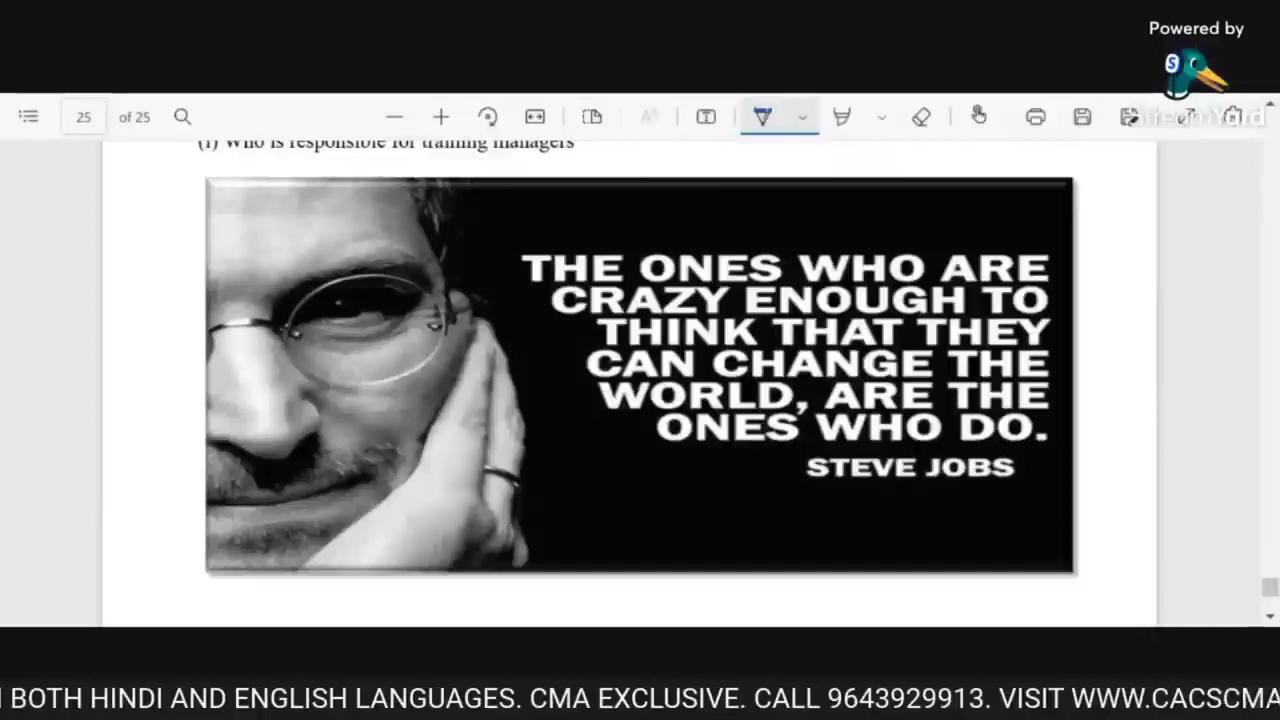 Powered by
S
25 of 25
(f) Who is responsible for training managers
THE ONES WHO ARE
CRAZY ENOUGH TO
THINK THAT THEY
CAN CHANGE THE
WORLD, ARE THE
ONES WHO DO.
STEVE JOBS
BOTH HINDI AND ENGLISH LANGUAGES. CMA EXCLUSIVE. CALL 9643929913. VISIT WWW.CACSCMA